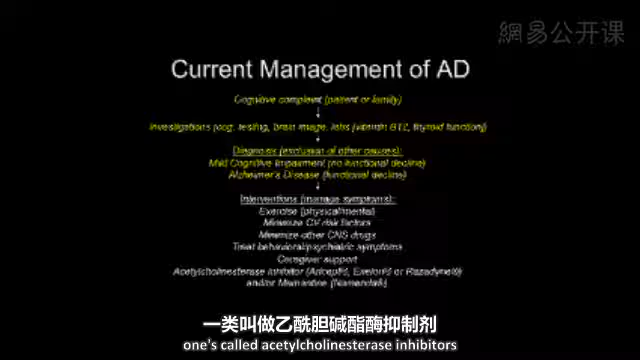 網易公开课
Current Management of AD
Cognitive complaint (patient or family)
Investigations (cog. testing, brain image, labs (vitamin B12, thyroid function)
Diagnosis (exclusion of other causes):
Mild Cognitive Impairment (no functional decline)
Alzheimer's Disease (functional decline)
Interventions (manage symptoms):
Exercise (physical/mental)
Minimize CV risk factors
Minimize other CNS drugs
Treat behavioral/psychiatric symptoms
Caregiver support
Acetylcholinesterase Inhibitor (Aricept®, Exelon® or Razadyne®)
and/or Memantine (Namenda®)
一类叫做乙酰胆碱酯酶抑制剂
one's called acetylcholinesterase inhibitors